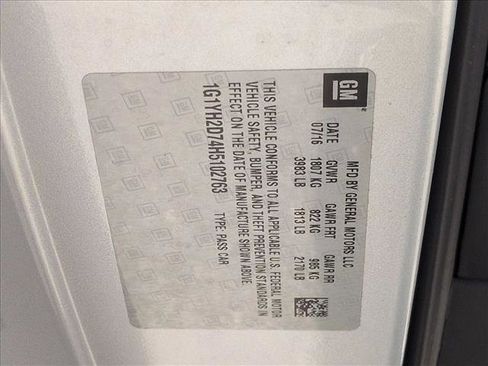 GM
MFD BY GENERAL MOTORS LLC
DATE GVWR GAWR FRT GAWR RR
07/16 1807 KG 822 KG 985 KG
3983 LB 1813 LB 2170 LB
THIS VEHICLE CONFORMS TO ALL APPLICABLE U.S. FEDERAL MOTOR
VEHICLE SAFETY, BUMPER, AND THEFT PREVENTION STANDARDS IN
EFFECT ON THE DATE OF MANUFACTURE SHOWN ABOVE.
1G1YH2D74H5102763 TYPE: PASS CAR